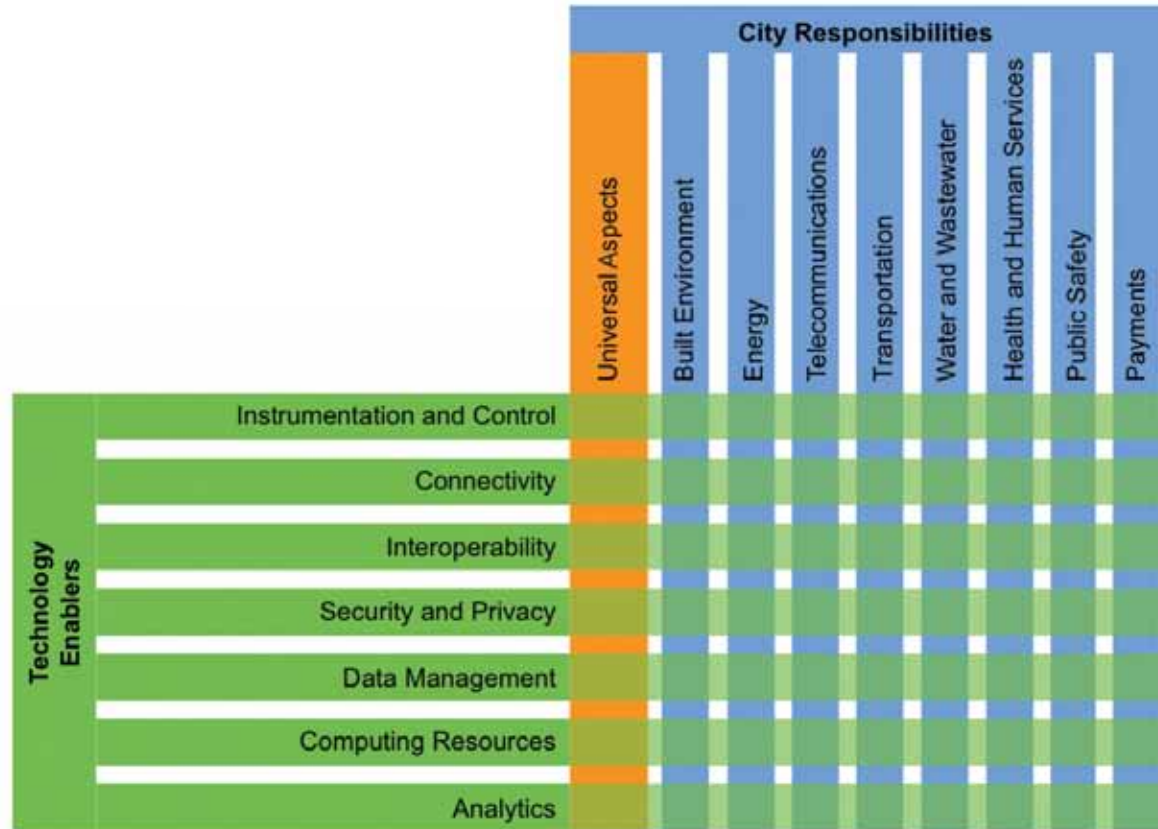 City Responsibilities
Universal Aspects
Built Environment
Energy
Telecommunications
Transportation
Water and Wastewater
Health and Human Services
Public Safety
Payments
Technology
Enablers
Instrumentation and Control
Connectivity
Interoperability
Security and Privacy
Data Management
Computing Resources
Analytics